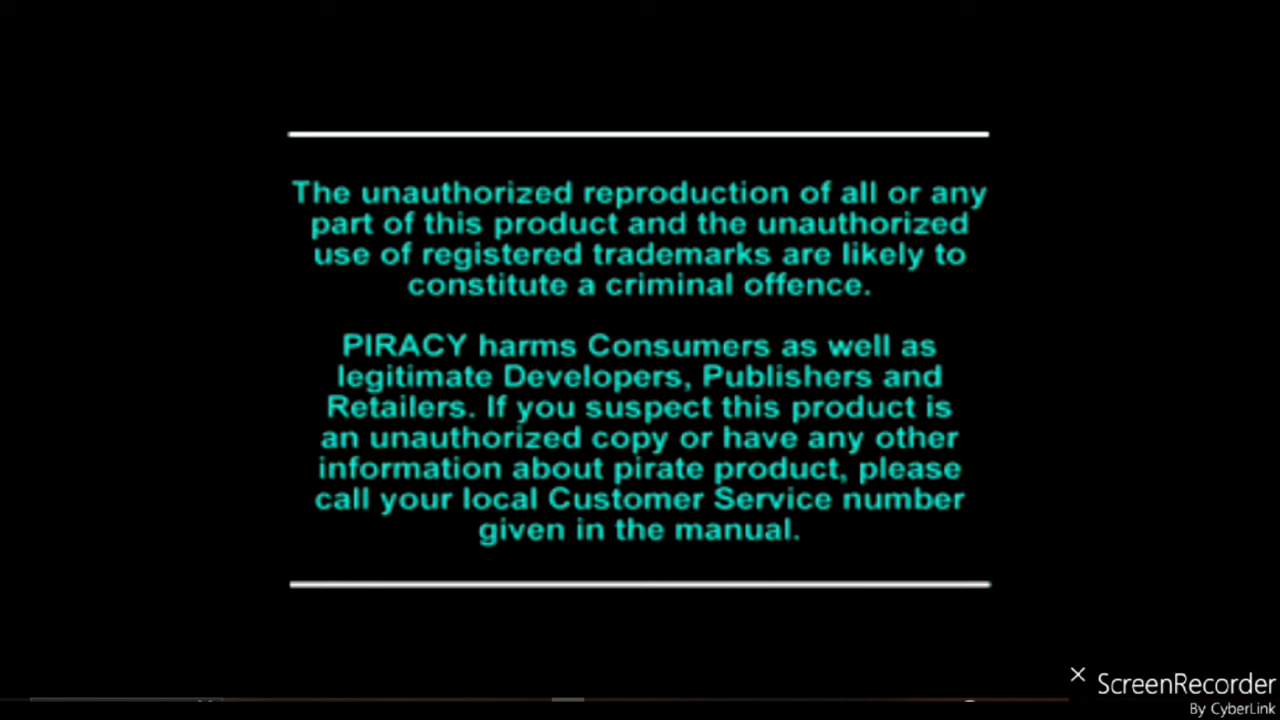 The unauthorized reproduction of all or any
part of this product and the unauthorized
use of registered trademarks are likely to
constitute a criminal offence.
PIRACY harms Consumers as well as
legitimate Developers, Publishers and
Retailers. If you suspect this product is
an unauthorized copy or have any other
information about pirate product, please
call your local Customer Service number
given in the manual.
ScreenRecorder
By CyberLink